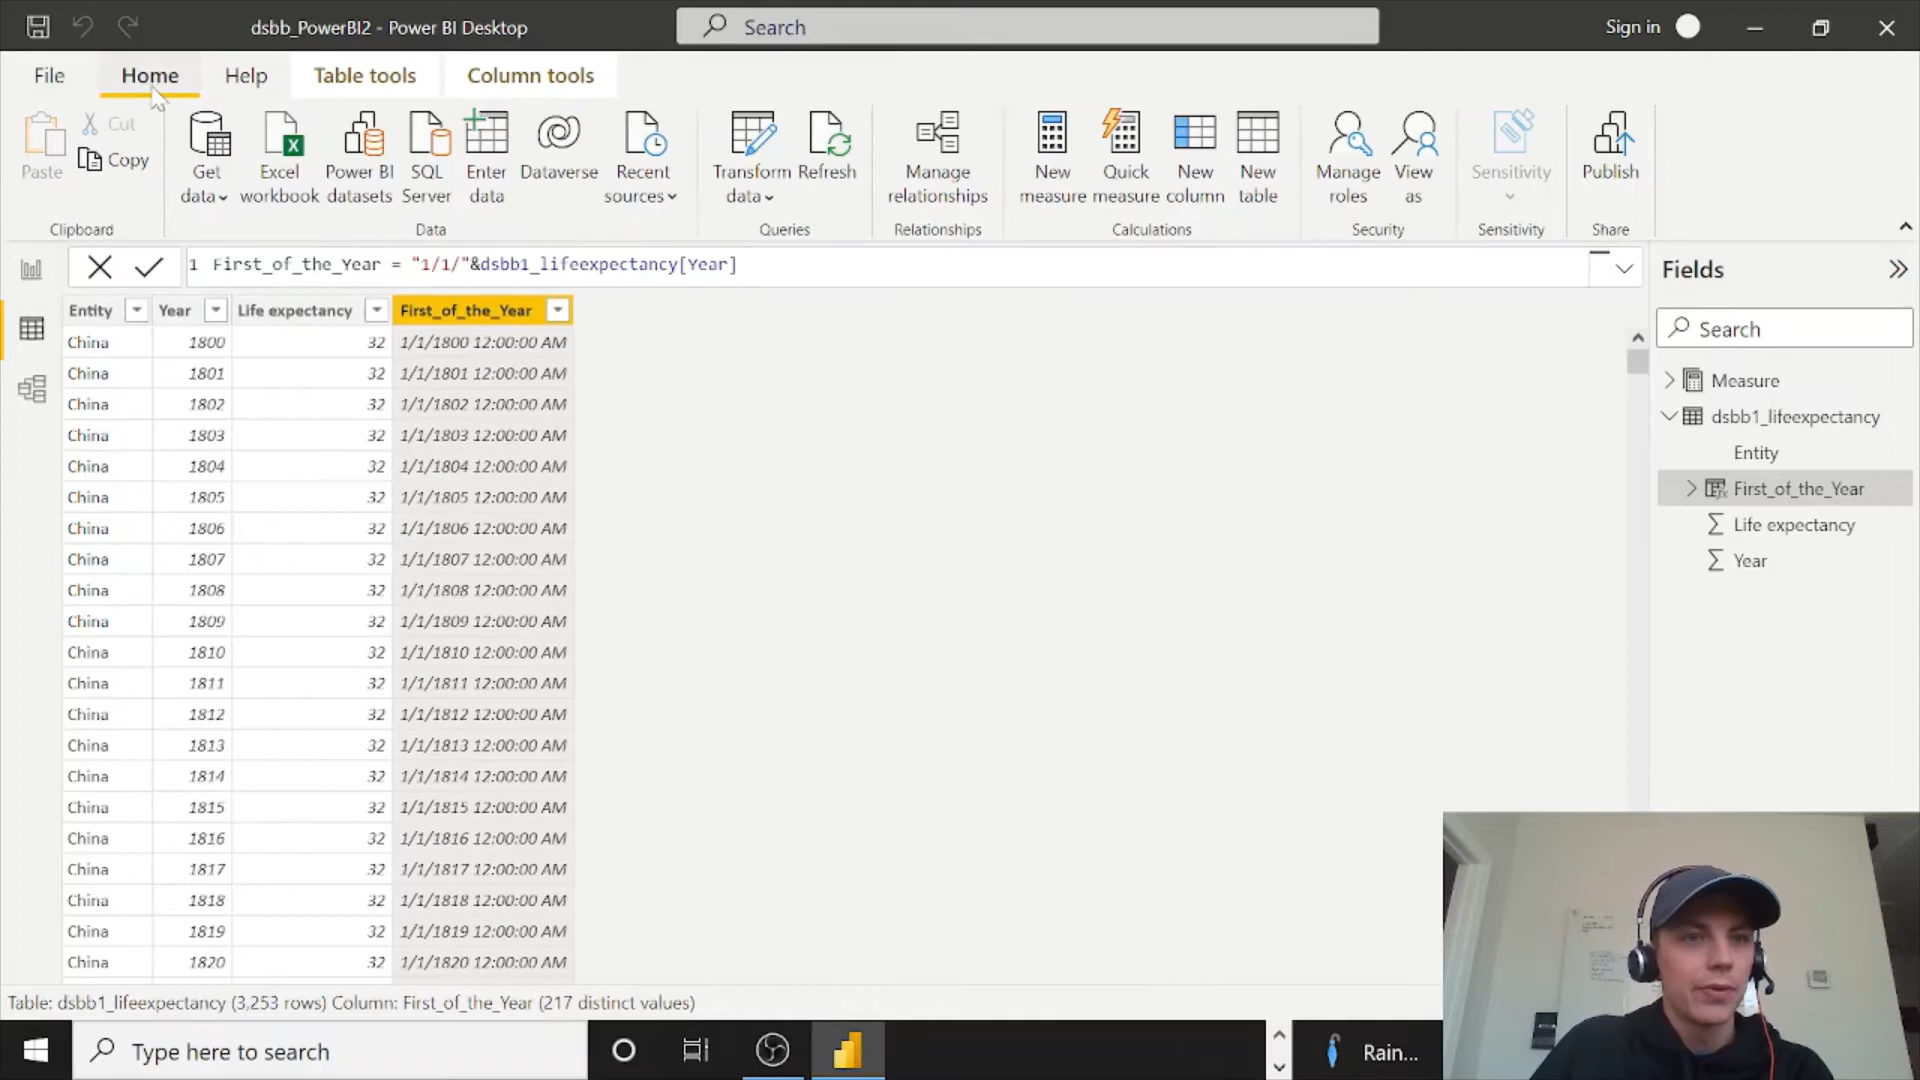 dsbb_PowerBI2 - Power BI Desktop
Search
Sign in
File
Home
Help
Table tools
Column tools
Paste
Cut
Copy
Clipboard
Get data
Excel workbook
Power BI datasets
SQL Server
Enter data
Dataverse
Recent sources
Data
Transform data
Refresh
Queries
Manage relationships
Relationships
New measure
Quick measure
New column
New table
Calculations
Manage roles
View as
Security
Sensitivity
Sensitivity
Publish
Share
1 First_of_the_Year = "1/1/"&dsbb1_lifeexpectancy[Year]
Entity Year Life expectancy First_of_the_Year
China 1800 32 1/1/1800 12:00:00 AM
China 1801 32 1/1/1801 12:00:00 AM
China 1802 32 1/1/1802 12:00:00 AM
China 1803 32 1/1/1803 12:00:00 AM
China 1804 32 1/1/1804 12:00:00 AM
China 1805 32 1/1/1805 12:00:00 AM
China 1806 32 1/1/1806 12:00:00 AM
China 1807 32 1/1/1807 12:00:00 AM
China 1808 32 1/1/1808 12:00:00 AM
China 1809 32 1/1/1809 12:00:00 AM
China 1810 32 1/1/1810 12:00:00 AM
China 1811 32 1/1/1811 12:00:00 AM
China 1812 32 1/1/1812 12:00:00 AM
China 1813 32 1/1/1813 12:00:00 AM
China 1814 32 1/1/1814 12:00:00 AM
China 1815 32 1/1/1815 12:00:00 AM
China 1816 32 1/1/1816 12:00:00 AM
China 1817 32 1/1/1817 12:00:00 AM
China 1818 32 1/1/1818 12:00:00 AM
China 1819 32 1/1/1819 12:00:00 AM
China 1820 32 1/1/1820 12:00:00 AM
Fields
Search
Measure
dsbb1_lifeexpectancy
Entity
First_of_the_Year
Life expectancy
Year
Table: dsbb1_lifeexpectancy (3,253 rows) Column: First_of_the_Year (217 distinct values)
Type here to search
Rain...